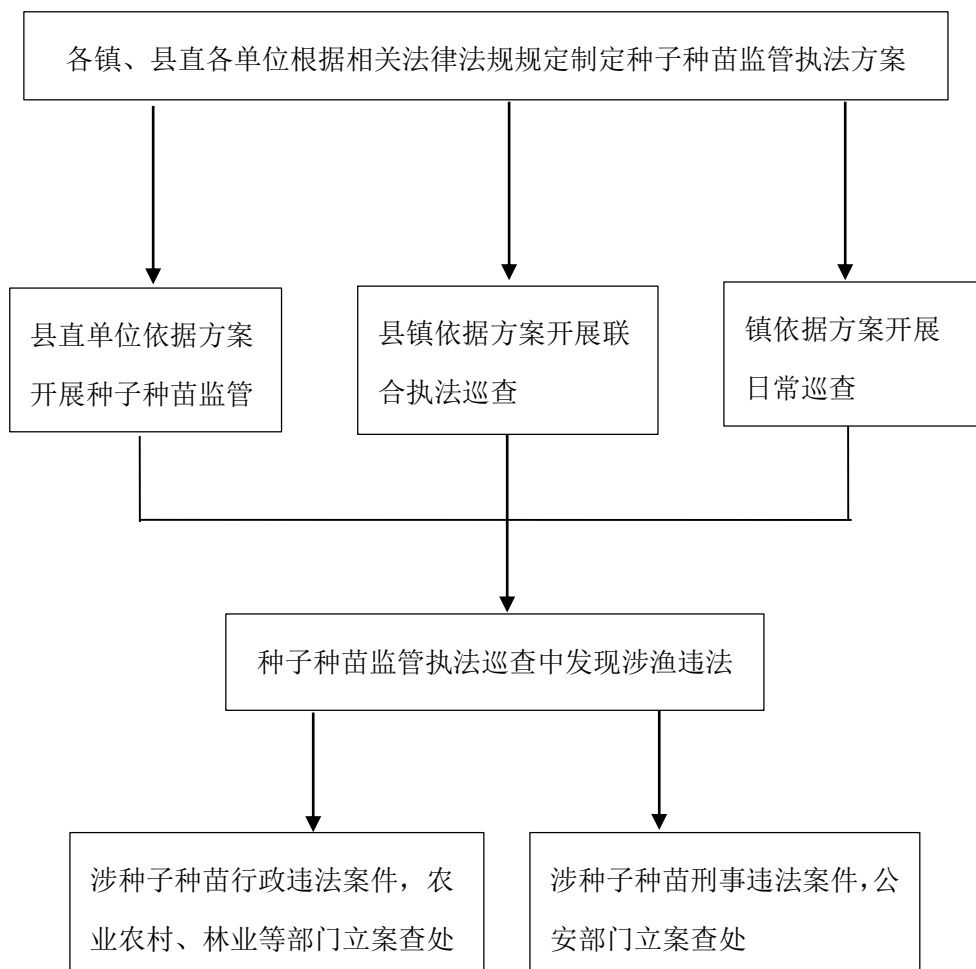 各镇、县直各单位根据相关法律法规规定制定种子种苗监管执法方案
县直单位依据方案
开展种子种苗监管
县镇依据方案开展联
合执法巡查
镇依据方案开展
日常巡查
种子种苗监管执法巡查中发现涉渔违法
涉种子种苗行政违法案件，农
业农村、林业等部门立案查处
涉种子种苗刑事违法案件，公
安部门立案查处